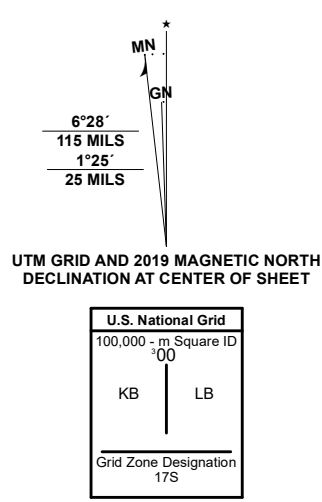 MN
GN
6°28´
115 MILS
1°25´
25 MILS
UTM GRID AND 2019 MAGNETIC NORTH
DECLINATION AT CENTER OF SHEET
U.S. National Grid
100,000 - m Square ID
³00
KB LB
Grid Zone Designation
17S